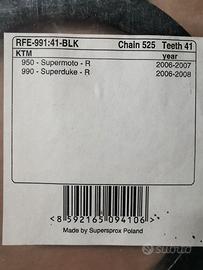 RFE-991:41-BLK Chain 525 Teeth 41
KTM year
950 - Supermoto - R 2006-2007
990 - Superduke - R 2006-2008
8 592165 094106
Made by Supersprox Poland
subito